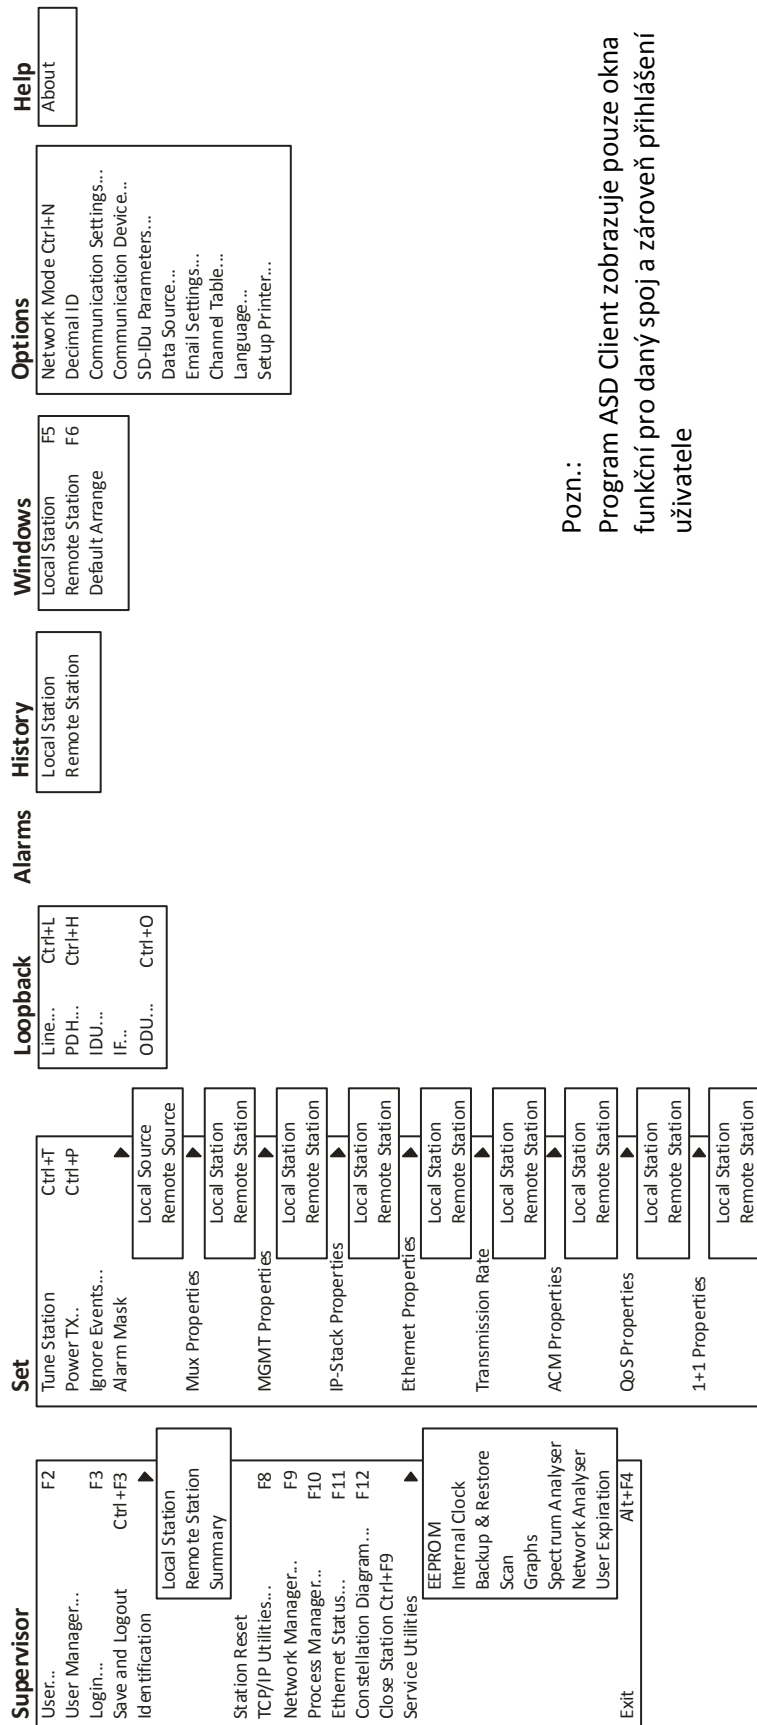 Supervisor
User... F2
User Manager...
Login... F3
Save and Logout Ctrl+F3
Identification
Local Station
Remote Station
Summary
Station Reset
TCP/IP Utilities... F8
Network Manager... F9
Process Manager... F10
Ethernet Status... F11
Constellation Diagram... F12
Close Station Ctrl+F9
Service Utilities
EEPROM
Internal Clock
Backup & Restore
Scan
Graphs
Spectrum Analyser
Network Analyser
User Expiration
Exit Alt+F4
Set
Tune Station Ctrl+T
Power TX.. Ctrl+P
Ignore Events...
Alarm Mask
Local Source
Remote Source
Mux Properties
Local Station
Remote Station
MGMT Properties
Local Station
Remote Station
IP-Stack Properties
Local Station
Remote Station
Ethernet Properties
Local Station
Remote Station
Transmission Rate
Local Station
Remote Station
ACM Properties
Local Station
Remote Station
QoS Properties
Local Station
Remote Station
1+1 Properties
Local Station
Remote Station
Loopback
Line... Ctrl+L
PDH... Ctrl+H
IDU...
IF...
ODU... Ctrl+O
Alarms
History
Local Station
Remote Station
Windows
Local Station F5
Remote Station F6
Default Arrange
Options
Network Mode Ctrl+N
Decimal ID
Communication Settings...
Communication Device...
SD-IDu Parameters...
Data Source...
Email Settings...
Channel Table...
Language...
Setup Printer...
Help
About
Pozn.:
Program ASD Client zobrazuje pouze okna
funkční pro daný spoj a zároveň přihlášení
uživatele